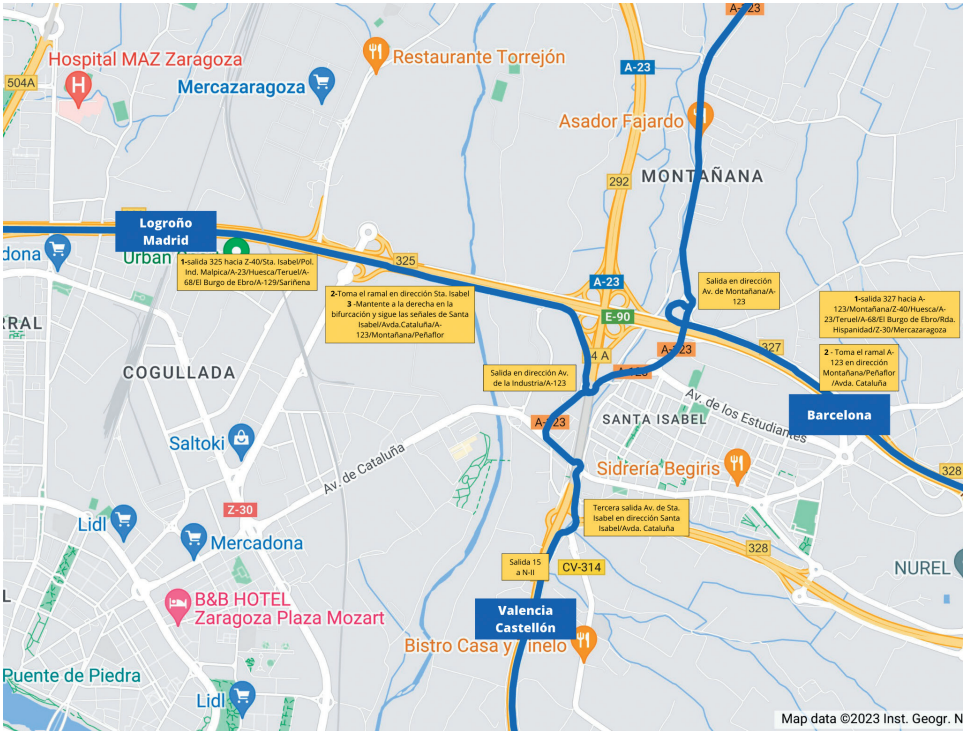 A-123
Hospital MAZ Zaragoza
H
504A
Restaurante Torrejón
Mercazaragoza
A-23
Asador Fajardo
292
MONTAÑANA
Logroño
Madrid
dona
Urban
1-salida 325 hacia Z-40/Sta. Isabel/Pol.
Ind. Malpica/A-23/Huesca/Teruel/A-
68/El Burgo de Ebro/A-129/Sariñena
325
2-Toma el ramal en dirección Sta. Isabel
3 -Mantente a la derecha en la
bifurcación y sigue las señales de Santa
Isabel/Avda.Cataluña/A-
123/Montañana/Peñaflor
A-23
E-90
Salida en dirección
Av. de Montañana/A-
123
1-salida 327 hacia A-
123/Montañana/Z-40/Huesca/A-
23/Teruel/A-68/El Burgo de Ebro/Rda.
Hispanidad/Z-30/Mercazaragoza
327
2 - Toma el ramal A-
123 en dirección
Montañana/Peñaflor
/Avda. Cataluña
RRAL
COGULLADA
Salida en dirección Av.
de la Industria/A-123
4 A
A-123
A-123
A-123
SANTA ISABEL
Av. de los Estudiantes
Barcelona
Saltoki
Av. de Cataluña
Sidrería Begiris
328
Z-30
Lidl
Mercadona
Tercera salida Av. de Sta.
Isabel en dirección Santa
Isabel/Avda. Cataluña
328
Salida 15
a N-II
CV-314
NUREL
L
B&B HOTEL
Zaragoza Plaza Mozart
Valencia
Castellón
Bistro Casa y Pinelo
Puente de Piedra
Lidl
Map data ©2023 Inst. Geogr. N